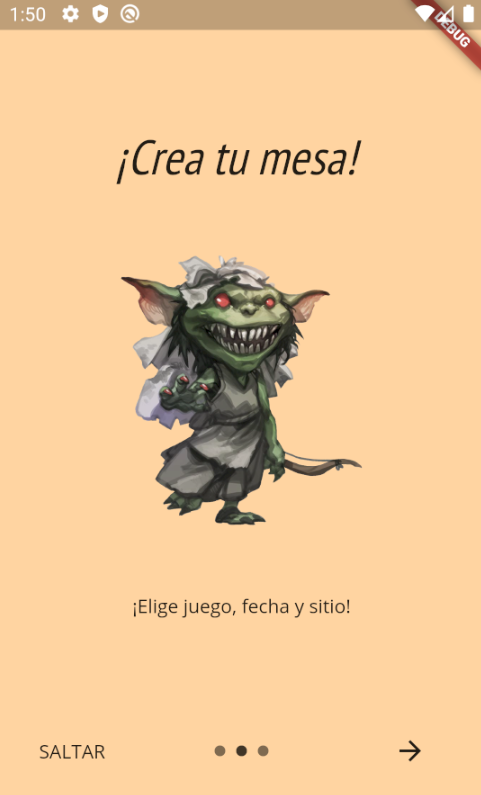 1:50
DEBUG
¡Crea tu mesa!
¡Elige juego, fecha y sitio!
SALTAR